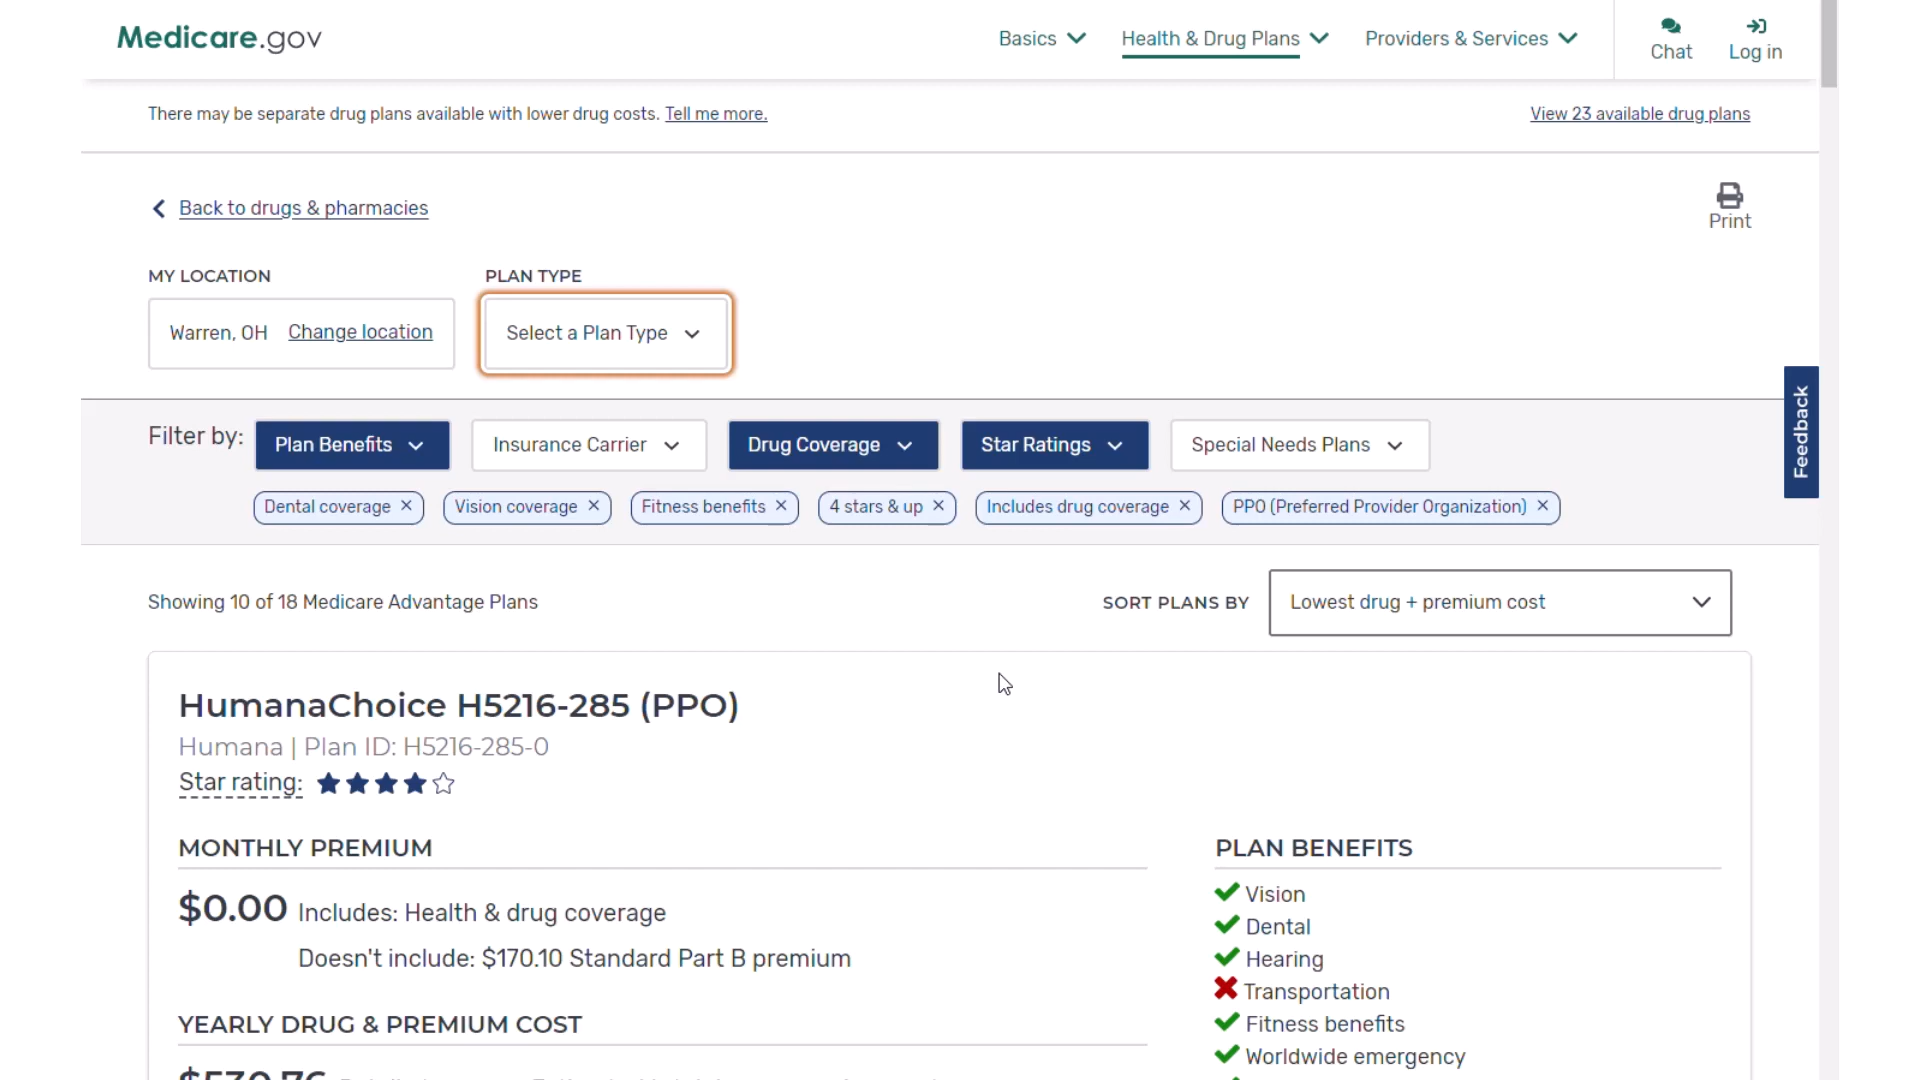 Medicare.gov
Basics
Health & Drug Plans
Providers & Services
Chat
Log in
There may be separate drug plans available with lower drug costs. Tell me more.
View 23 available drug plans
Back to drugs & pharmacies
Print
MY LOCATION
PLAN TYPE
Warren, OH Change location
Select a Plan Type
Feedback
Filter by:
Plan Benefits
Insurance Carrier
Drug Coverage
Star Ratings
Special Needs Plans
Dental coverage ×
Vision coverage ×
Fitness benefits ×
4 stars & up ×
Includes drug coverage ×
PPO (Preferred Provider Organization) ×
Showing 10 of 18 Medicare Advantage Plans
SORT PLANS BY
Lowest drug + premium cost
HumanaChoice H5216-285 (PPO)
Humana | Plan ID: H5216-285-0
Star rating:
MONTHLY PREMIUM
$0.00 Includes: Health & drug coverage
Doesn't include: $170.10 Standard Part B premium
YEARLY DRUG & PREMIUM COST
PLAN BENEFITS
Vision
Dental
Hearing
Transportation
Fitness benefits
Worldwide emergency